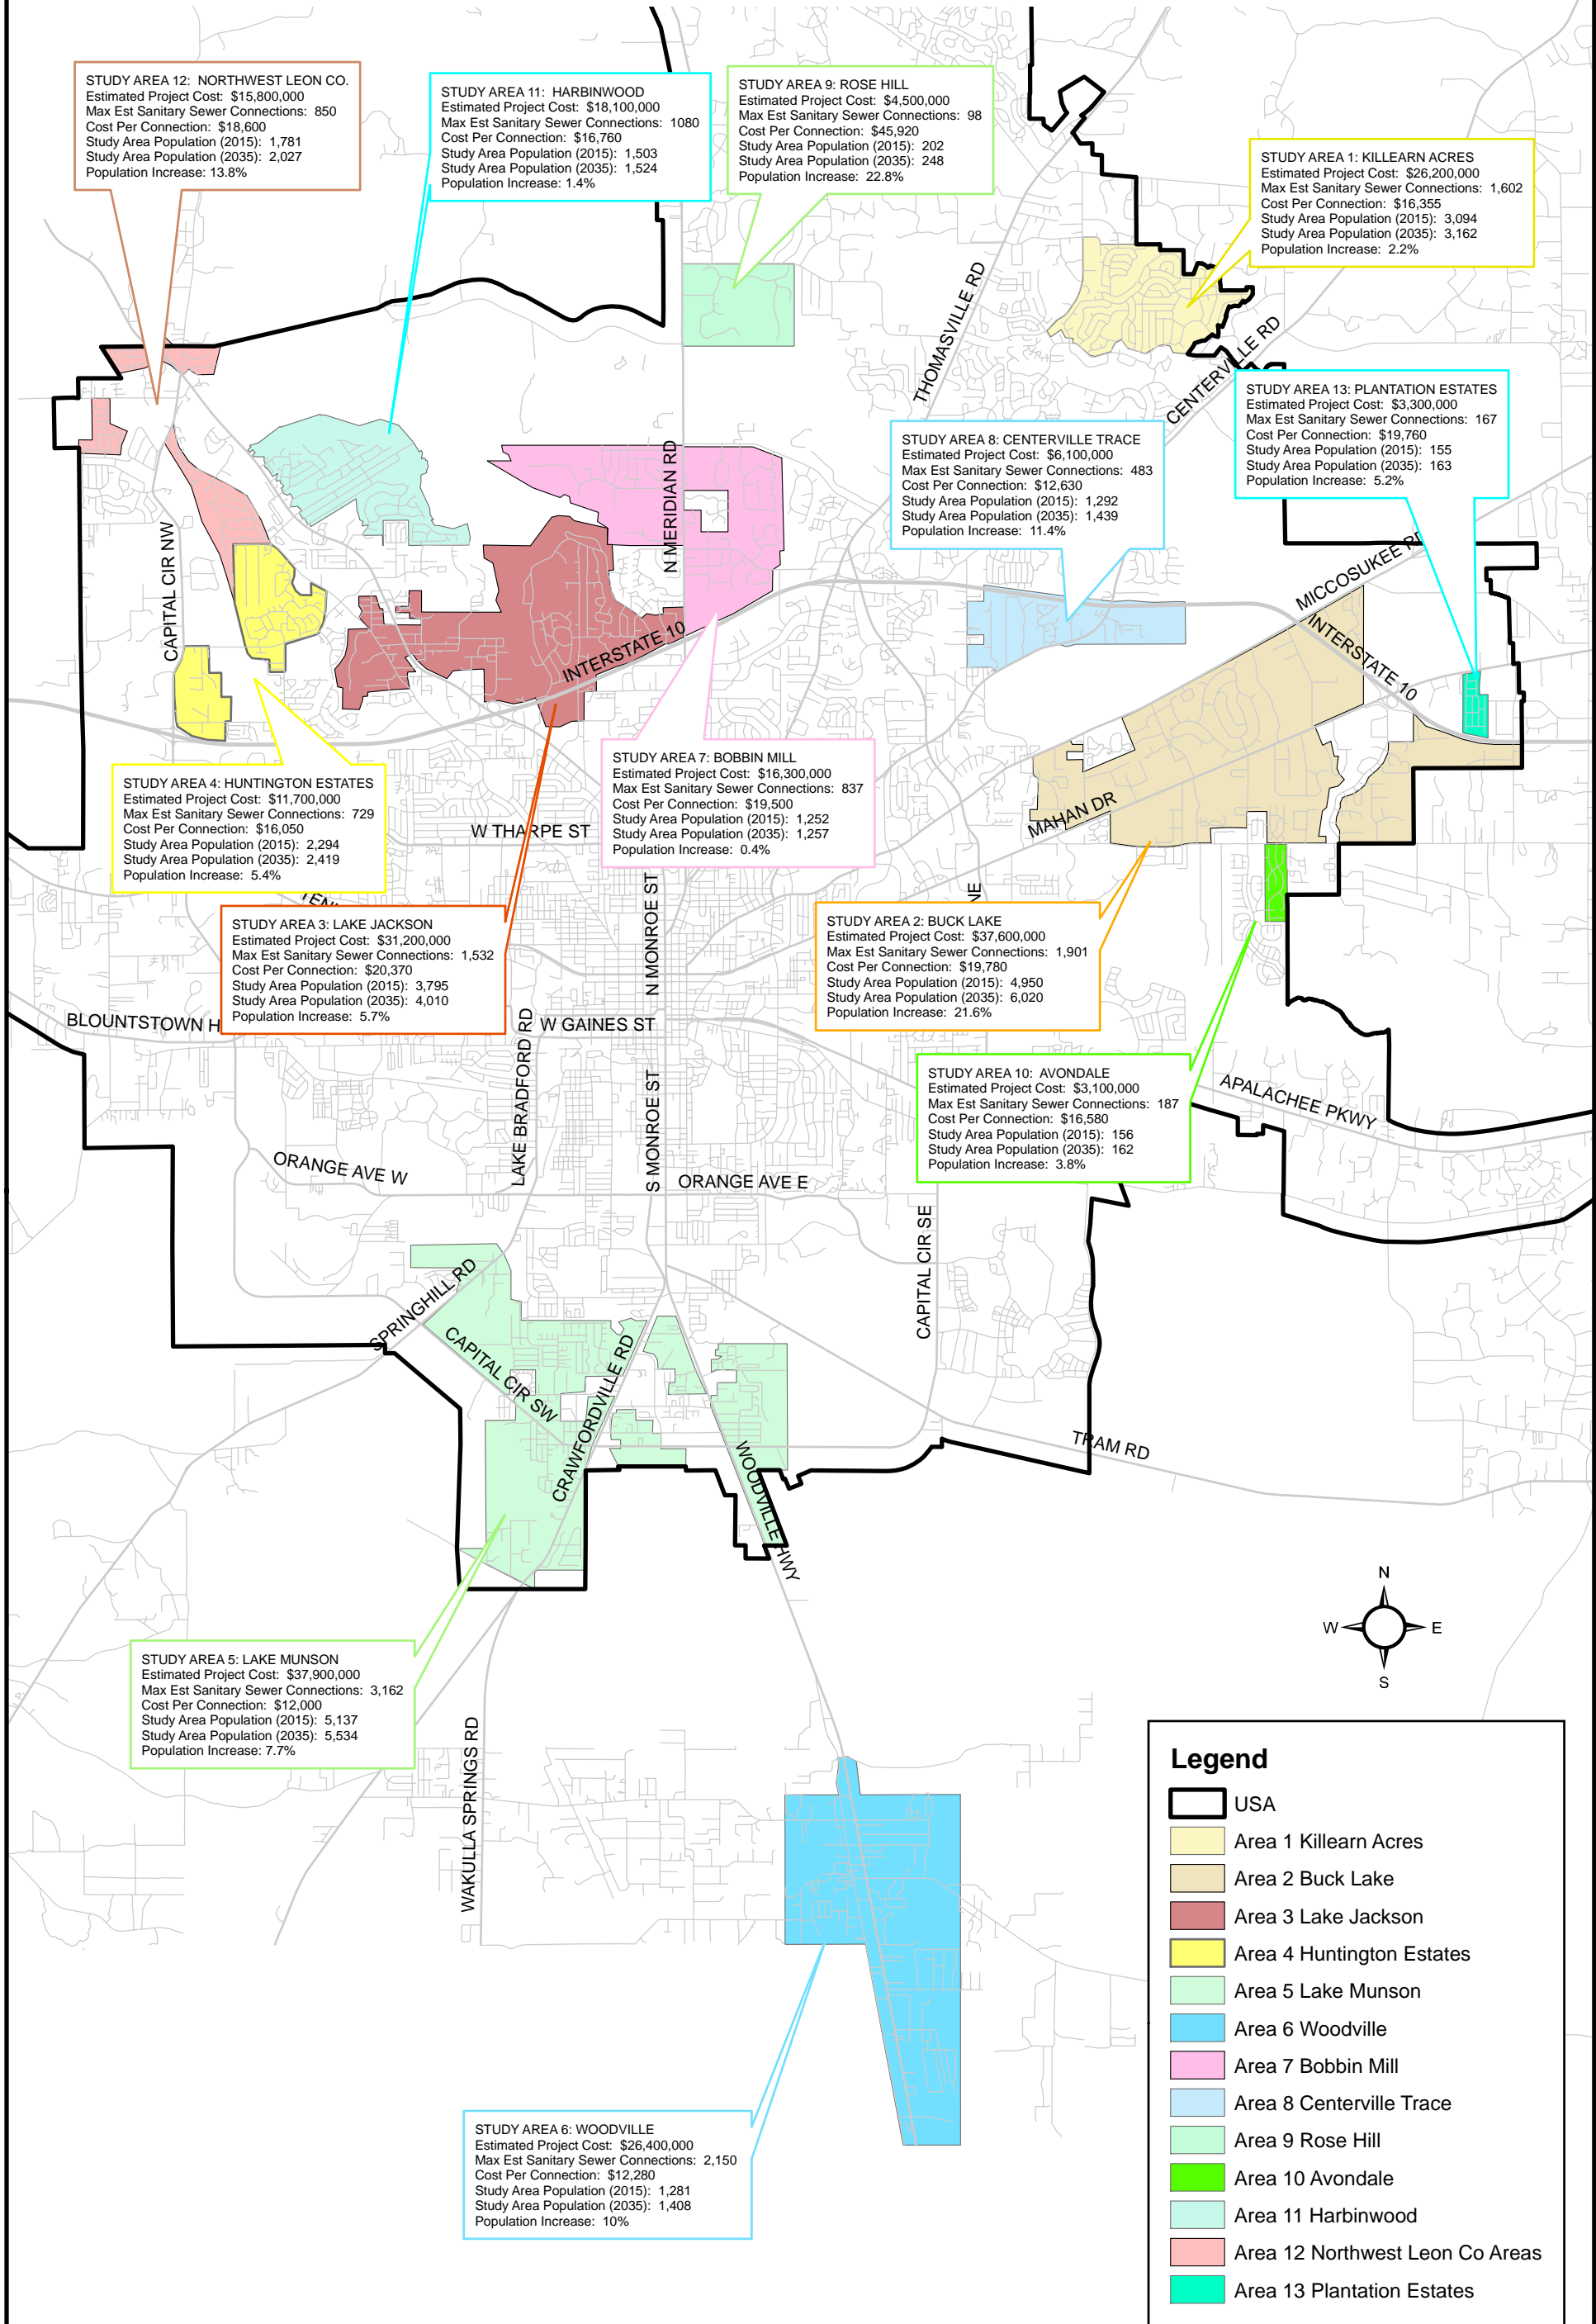 STUDY AREA 12:  NORTHWEST LEON CO.
Estimated Project Cost:  $15,800,000
Max Est Sanitary Sewer Connections:  850
Cost Per Connection:  $18,600
Study Area Population (2015):  1,781
Study Area Population (2035):  2,027
Population Increase: 13.8%
STUDY AREA 11:  HARBINWOOD
Estimated Project Cost:  $18,100,000
Max Est Sanitary Sewer Connections:  1080
Cost Per Connection:  $16,760
Study Area Population (2015):  1,503
Study Area Population (2035):  1,524
Population Increase: 1.4%
STUDY AREA 9: ROSE HILL
Estimated Project Cost:  $4,500,000
Max Est Sanitary Sewer Connections:  98
Cost Per Connection:  $45,920
Study Area Population (2015):  202
Study Area Population (2035):  248
Population Increase:  22.8%
STUDY AREA 1: KILLEARN ACRES
Estimated Project Cost:  $26,200,000
Max Est Sanitary Sewer Connections:  1,602
Cost Per Connection:  $16,355
Study Area Population (2015):  3,094
Study Area Population (2035):  3,162
Population Increase:  2.2%
THOMASVILLE RD
CENTERVILLE RD
STUDY AREA 13: PLANTATION ESTATES
Estimated Project Cost:  $3,300,000
Max Est Sanitary Sewer Connections:  167
Cost Per Connection:  $19,760
Study Area Population (2015):  155
Study Area Population (2035):  163
Population Increase:  5.2%
STUDY AREA 8: CENTERVILLE TRACE
Estimated Project Cost:  $6,100,000
Max Est Sanitary Sewer Connections:  483
Cost Per Connection:  $12,630
Study Area Population (2015):  1,292
Study Area Population (2035):  1,439
Population Increase:  11.4%
N MERIDIAN RD
CAPITAL CIR NW
MICCOSUKEE RD
INTERSTATE 10
INTERSTATE 10
STUDY AREA 7: BOBBIN MILL
Estimated Project Cost:  $16,300,000
Max Est Sanitary Sewer Connections:  837
Cost Per Connection:  $19,500
Study Area Population (2015):  1,252
Study Area Population (2035):  1,257
Population Increase:  0.4%
STUDY AREA 4: HUNTINGTON ESTATES
Estimated Project Cost:  $11,700,000
Max Est Sanitary Sewer Connections:  729
Cost Per Connection:  $16,050
Study Area Population (2015):  2,294
Study Area Population (2035):  2,419
Population Increase:  5.4%
W THARPE ST
MAHAN DR
NE
STUDY AREA 3: LAKE JACKSON
Estimated Project Cost:  $31,200,000
Max Est Sanitary Sewer Connections:  1,532
Cost Per Connection:  $20,370
Study Area Population (2015):  3,795
Study Area Population (2035):  4,010
Population Increase:  5.7%
N MONROE ST
STUDY AREA 2: BUCK LAKE
Estimated Project Cost:  $37,600,000
Max Est Sanitary Sewer Connections:  1,901
Cost Per Connection:  $19,780
Study Area Population (2015):  4,950
Study Area Population (2035):  6,020
Population Increase:  21.6%
BLOUNTSTOWN H
W GAINES ST
LAKE BRADFORD RD
S MONROE ST
STUDY AREA 10:  AVONDALE
Estimated Project Cost:  $3,100,000
Max Est Sanitary Sewer Connections:  187
Cost Per Connection:  $16,580
Study Area Population (2015):  156
Study Area Population (2035):  162
Population Increase:  3.8%
APALACHEE PKWY
ORANGE AVE W
ORANGE AVE E
CAPITAL CIR SE
SPRINGHILL RD
CAPITAL CIR SW
CRAWFORDVILLE RD
WOODVILLE HWY
TRAM RD
N
W
E
S
STUDY AREA 5: LAKE MUNSON
Estimated Project Cost:  $37,900,000
Max Est Sanitary Sewer Connections:  3,162
Cost Per Connection:  $12,000
Study Area Population (2015):  5,137
Study Area Population (2035):  5,534
Population Increase: 7.7%
WAKULLA SPRINGS RD
STUDY AREA 6: WOODVILLE
Estimated Project Cost:  $26,400,000
Max Est Sanitary Sewer Connections:  2,150
Cost Per Connection:  $12,280
Study Area Population (2015):  1,281
Study Area Population (2035):  1,408
Population Increase:  10%
Legend
USA
Area 1 Killearn Acres
Area 2 Buck Lake
Area 3 Lake Jackson
Area 4 Huntington Estates
Area 5 Lake Munson
Area 6 Woodville
Area 7 Bobbin Mill
Area 8 Centerville Trace
Area 9 Rose Hill
Area 10 Avondale
Area 11 Harbinwood
Area 12 Northwest Leon Co Areas
Area 13 Plantation Estates